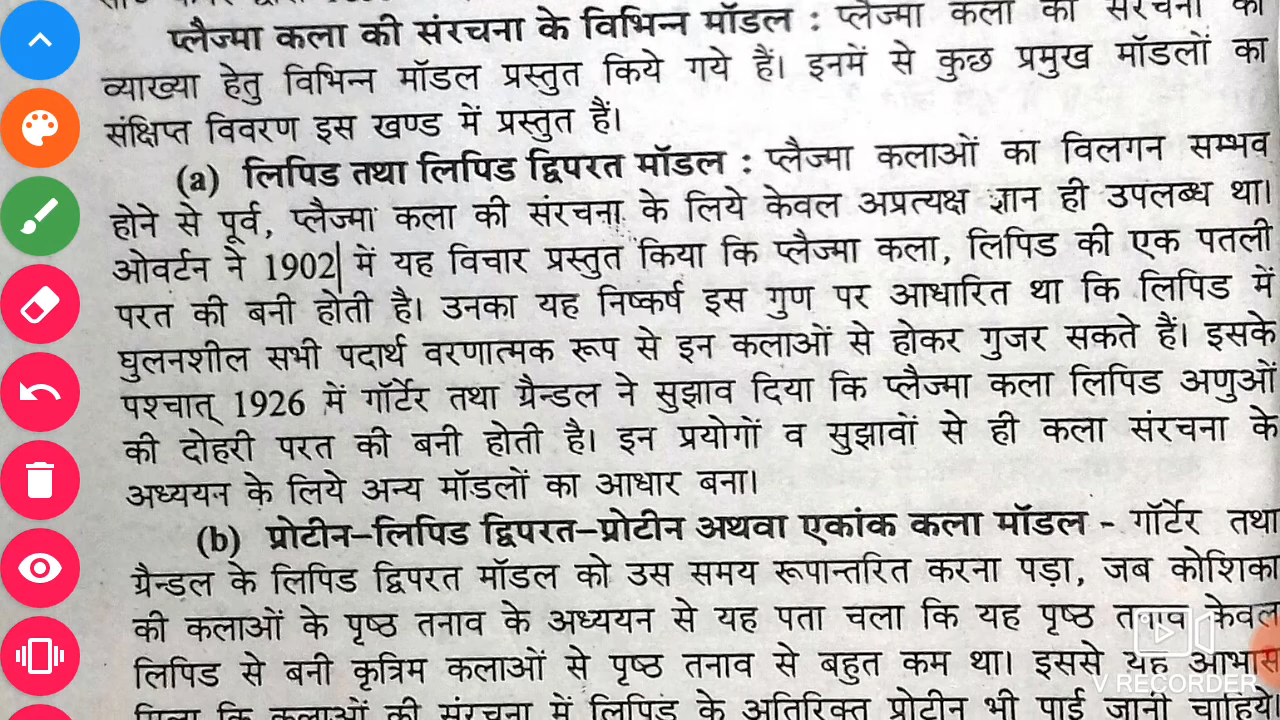 प्लैज्मा कला की संरचना के विभिन्न मॉडल : प्लैज्मा कला की संरचना की
व्याख्या हेतु विभिन्न मॉडल प्रस्तुत किये गये हैं। इनमें से कुछ प्रमुख मॉडलों का
संक्षिप्त विवरण इस खण्ड में प्रस्तुत हैं।
(a) लिपिड तथा लिपिड द्विपरत मॉडल : प्लैज्मा कलाओं का विलगन सम्भव
होने से पूर्व, प्लैज्मा कला की संरचना के लिये केवल अप्रत्यक्ष ज्ञान ही उपलब्ध था।
ओवर्टन ने 1902 में यह विचार प्रस्तुत किया कि प्लैज्मा कला, लिपिड की एक पतली
परत की बनी होती है। उनका यह निष्कर्ष इस गुण पर आधारित था कि लिपिड में
घुलनशील सभी पदार्थ वरणात्मक रूप से इन कलाओं से होकर गुजर सकते हैं। इसके
पश्चात् 1926 में गॉर्टेर तथा ग्रैन्डल ने सुझाव दिया कि प्लैज्मा कला लिपिड अणुओं
की दोहरी परत की बनी होती है। इन प्रयोगों व सुझावों से ही कला संरचना के
अध्ययन के लिये अन्य मॉडलों का आधार बना।
(b) प्रोटीन-लिपिड द्विपरत-प्रोटीन अथवा एकांक कला मॉडल - गॉर्टेर तथा
ग्रैन्डल के लिपिड द्विपरत मॉडल को उस समय रूपान्तरित करना पड़ा, जब कोशिका
की कलाओं के पृष्ठ तनाव के अध्ययन से यह पता चला कि यह पृष्ठ तनाव केवल
लिपिड से बनी कृत्रिम कलाओं से पृष्ठ तनाव से बहुत कम था। इससे यह आभास
मिला कि कलाओं की संरचना में लिपिड के अतिरिक्त प्रोटीन भी पाई जानी चाहिये।
V RECORDER